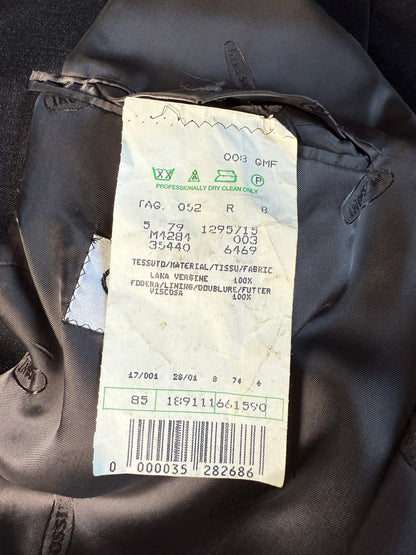 008 GMF
P
PROFESSIONALLY DRY CLEAN ONLY
TAG. 052 R 8
5 79 1295/15
M4284 003
35440 6469
TESSUTO/MATERIAL/TISSU/FABRIC
LANA VERGINE 100%
FODERA/LINING/DOUBLURE/FUTTER
VISCOSA 100%
17/001 28/01 8 74 6
85 189111661590
0 000035 282686